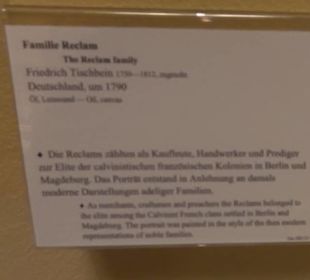 Familie Reclam
The Reclam family
Friedrich Tischbein 1750—1812, zugeschr.
Deutschland, um 1790
Öl, Leinwand — Oil, canvas
• Die Reclams zählten als Kaufleute, Handwerker und Prediger
zur Elite der calvinistischen französischen Kolonien in Berlin und
Magdeburg. Das Porträt entstand in Anlehnung an damals
moderne Darstellungen adeliger Familien.
• As merchants, craftsmen and preachers the Reclams belonged to
the elite among the Calvinist French settled in Berlin and
Magdeburg. The portrait was painted in the style of the then modern
representations of noble families.